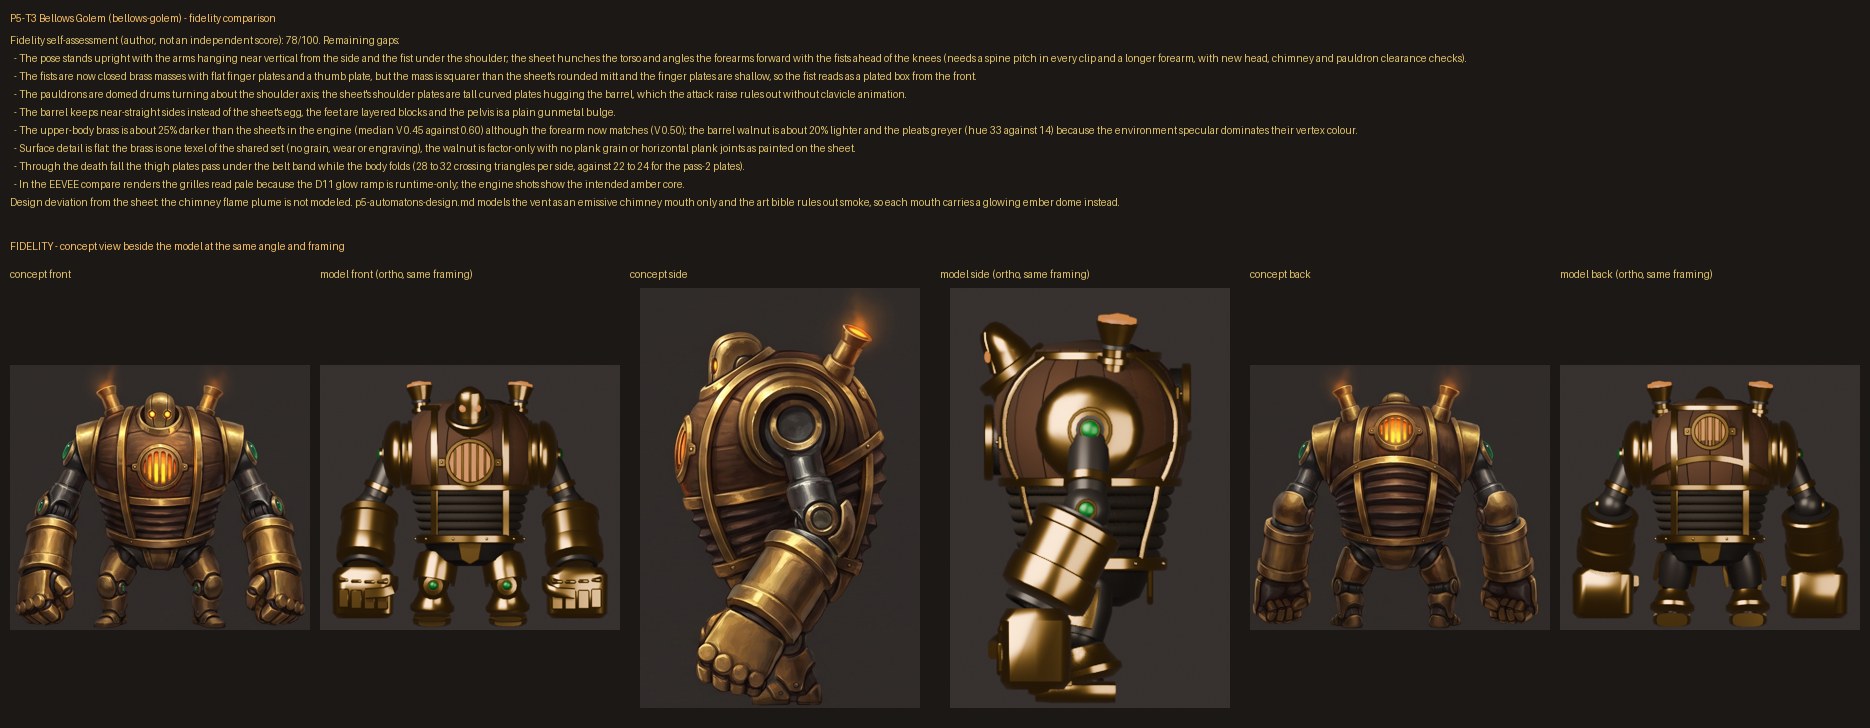 P5-T3 Bellows Golem (bellows-golem) - fidelity comparison
Fidelity self-assessment (author, not an independent score): 78/100. Remaining gaps:
- The pose stands upright with the arms hanging near vertical from the side and the fist under the shoulder; the sheet hunches the torso and angles the forearms forward with the fists ahead of the knees (needs a spine pitch in every clip and a longer forearm, with new head, chimney and pauldron clearance checks).
- The fists are now closed brass masses with flat finger plates and a thumb plate, but the mass is squarer than the sheet's rounded mitt and the finger plates are shallow, so the fist reads as a plated box from the front.
- The pauldrons are domed drums turning about the shoulder axis; the sheet's shoulder plates are tall curved plates hugging the barrel, which the attack raise rules out without clavicle animation.
- The barrel keeps near-straight sides instead of the sheet's egg, the feet are layered blocks and the pelvis is a plain gunmetal bulge.
- The upper-body brass is about 25% darker than the sheet's in the engine (median V 0.45 against 0.60) although the forearm now matches (V 0.50); the barrel walnut is about 20% lighter and the pleats greyer (hue 33 against 14) because the environment specular dominates their vertex colour.
- Surface detail is flat: the brass is one texel of the shared set (no grain, wear or engraving), the walnut is factor-only with no plank grain or horizontal plank joints as painted on the sheet.
- Through the death fall the thigh plates pass under the belt band while the body folds (28 to 32 crossing triangles per side, against 22 to 24 for the pass-2 plates).
- In the EEVEE compare renders the grilles read pale because the D11 glow ramp is runtime-only; the engine shots show the intended amber core.
Design deviation from the sheet: the chimney flame plume is not modeled. p5-automatons-design.md models the vent as an emissive chimney mouth only and the art bible rules out smoke, so each mouth carries a glowing ember dome instead.
FIDELITY - concept view beside the model at the same angle and framing
concept front
model front (ortho, same framing)
concept side
model side (ortho, same framing)
concept back
model back (ortho, same framing)